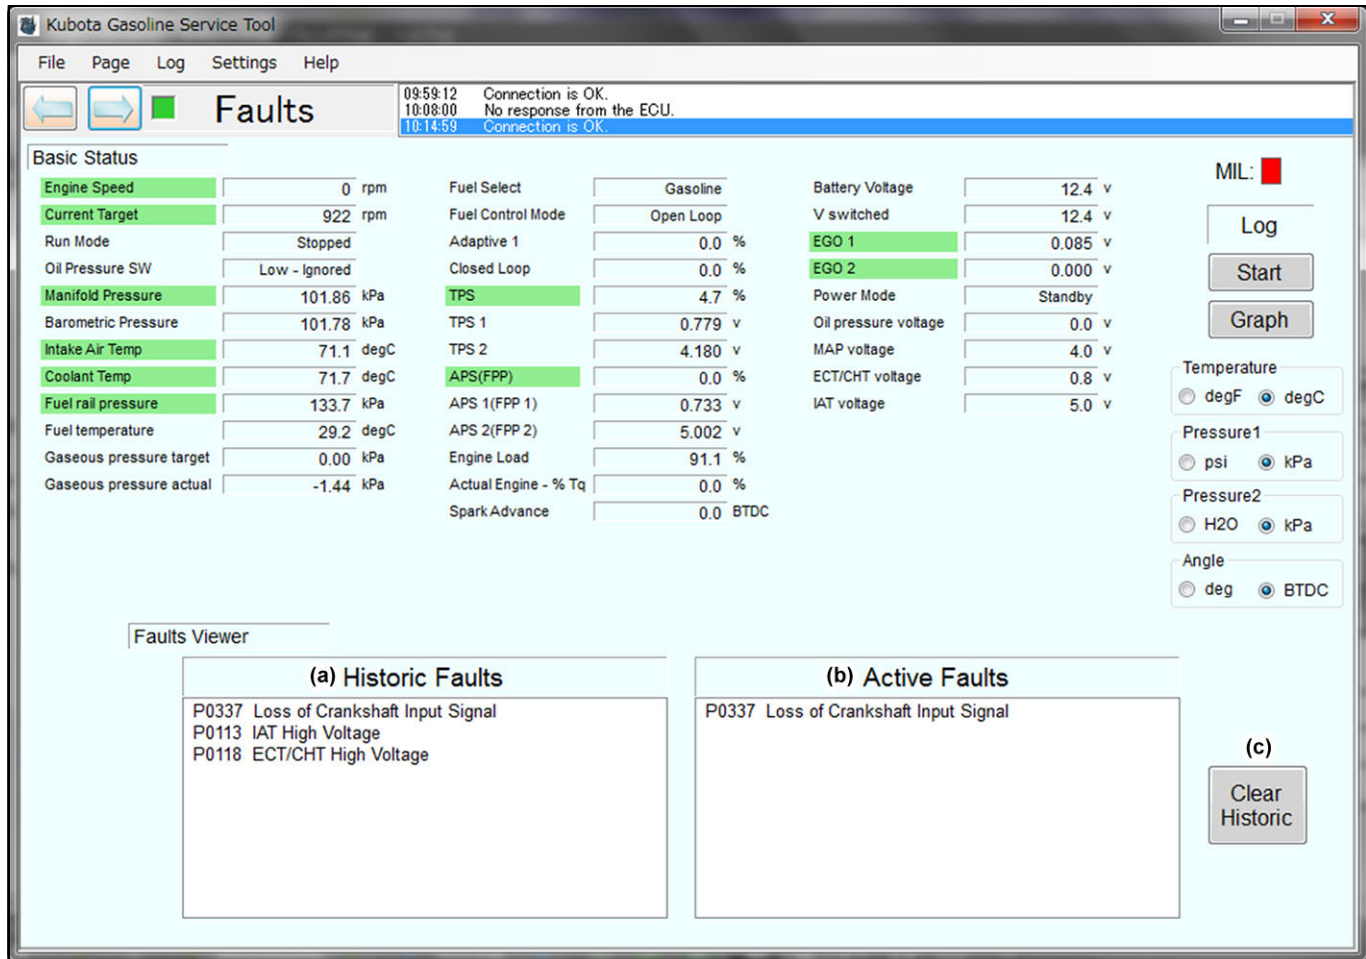 Kubota Gasoline Service Tool
File Page Log Settings Help
Faults
09:59:12 Connection is OK.
10:08:00 No response from the ECU.
10:14:59 Connection is OK.
Basic Status
Engine Speed 0 rpm
Current Target 922 rpm
Run Mode Stopped
Oil Pressure SW Low - Ignored
Manifold Pressure 101.86 kPa
Barometric Pressure 101.78 kPa
Intake Air Temp 71.1 degC
Coolant Temp 71.7 degC
Fuel rail pressure 133.7 kPa
Fuel temperature 29.2 degC
Gaseous pressure target 0.00 kPa
Gaseous pressure actual -1.44 kPa
Fuel Select Gasoline
Fuel Control Mode Open Loop
Adaptive 1 0.0 %
Closed Loop 0.0 %
TPS 4.7 %
TPS 1 0.779 v
TPS 2 4.180 v
APS(FPP) 0.0 %
APS 1(FPP 1) 0.733 v
APS 2(FPP 2) 5.002 v
Engine Load 91.1 %
Actual Engine - % Tq 0.0 %
Spark Advance 0.0 BTDC
Battery Voltage 12.4 v
V switched 12.4 v
EGO 1 0.085 v
EGO 2 0.000 v
Power Mode Standby
Oil pressure voltage 0.0 v
MAP voltage 4.0 v
ECT/CHT voltage 0.8 v
IAT voltage 5.0 v
MIL:
Log
Start
Graph
Temperature
degF degC
Pressure1
psi kPa
Pressure2
H2O kPa
Angle
deg BTDC
Faults Viewer
(a) Historic Faults
P0337 Loss of Crankshaft Input Signal
P0113 IAT High Voltage
P0118 ECT/CHT High Voltage
(b) Active Faults
P0337 Loss of Crankshaft Input Signal
(c)
Clear
Historic